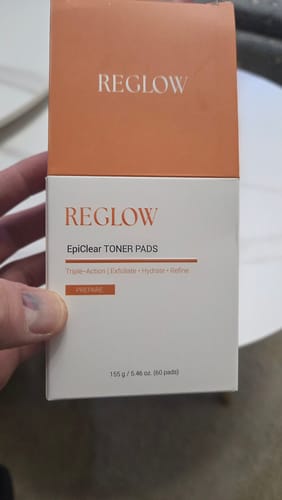 REGLOW
REGLOW
EpiClear TONER PADS
Triple-Action | Exfoliate • Hydrate • Refine
PREPARE
155 g / 5.46 oz. (60 pads)